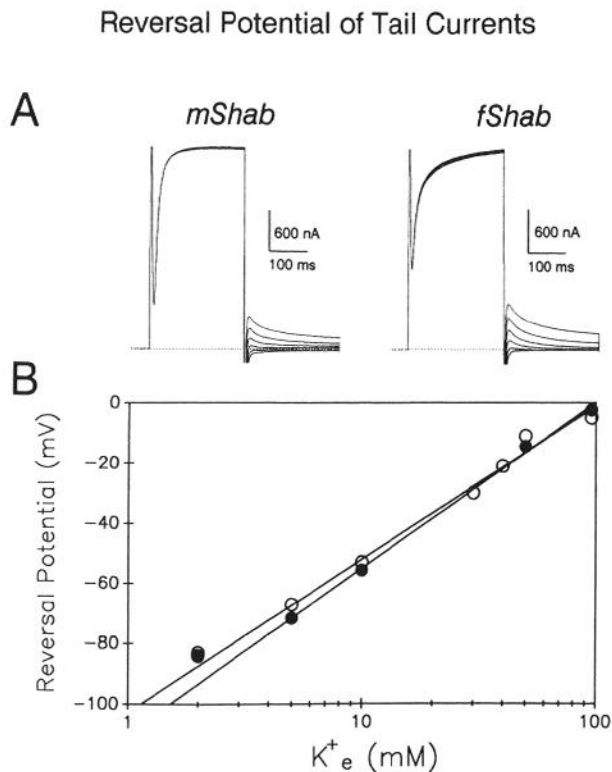 Reversal Potential of Tail Currents
A
mShab
fShab
600 nA
100 ms
600 nA
100 ms
B
Reversal Potential (mV)
0
-20
-40
-60
-80
-100
1
10
100
K⁺e (mM)